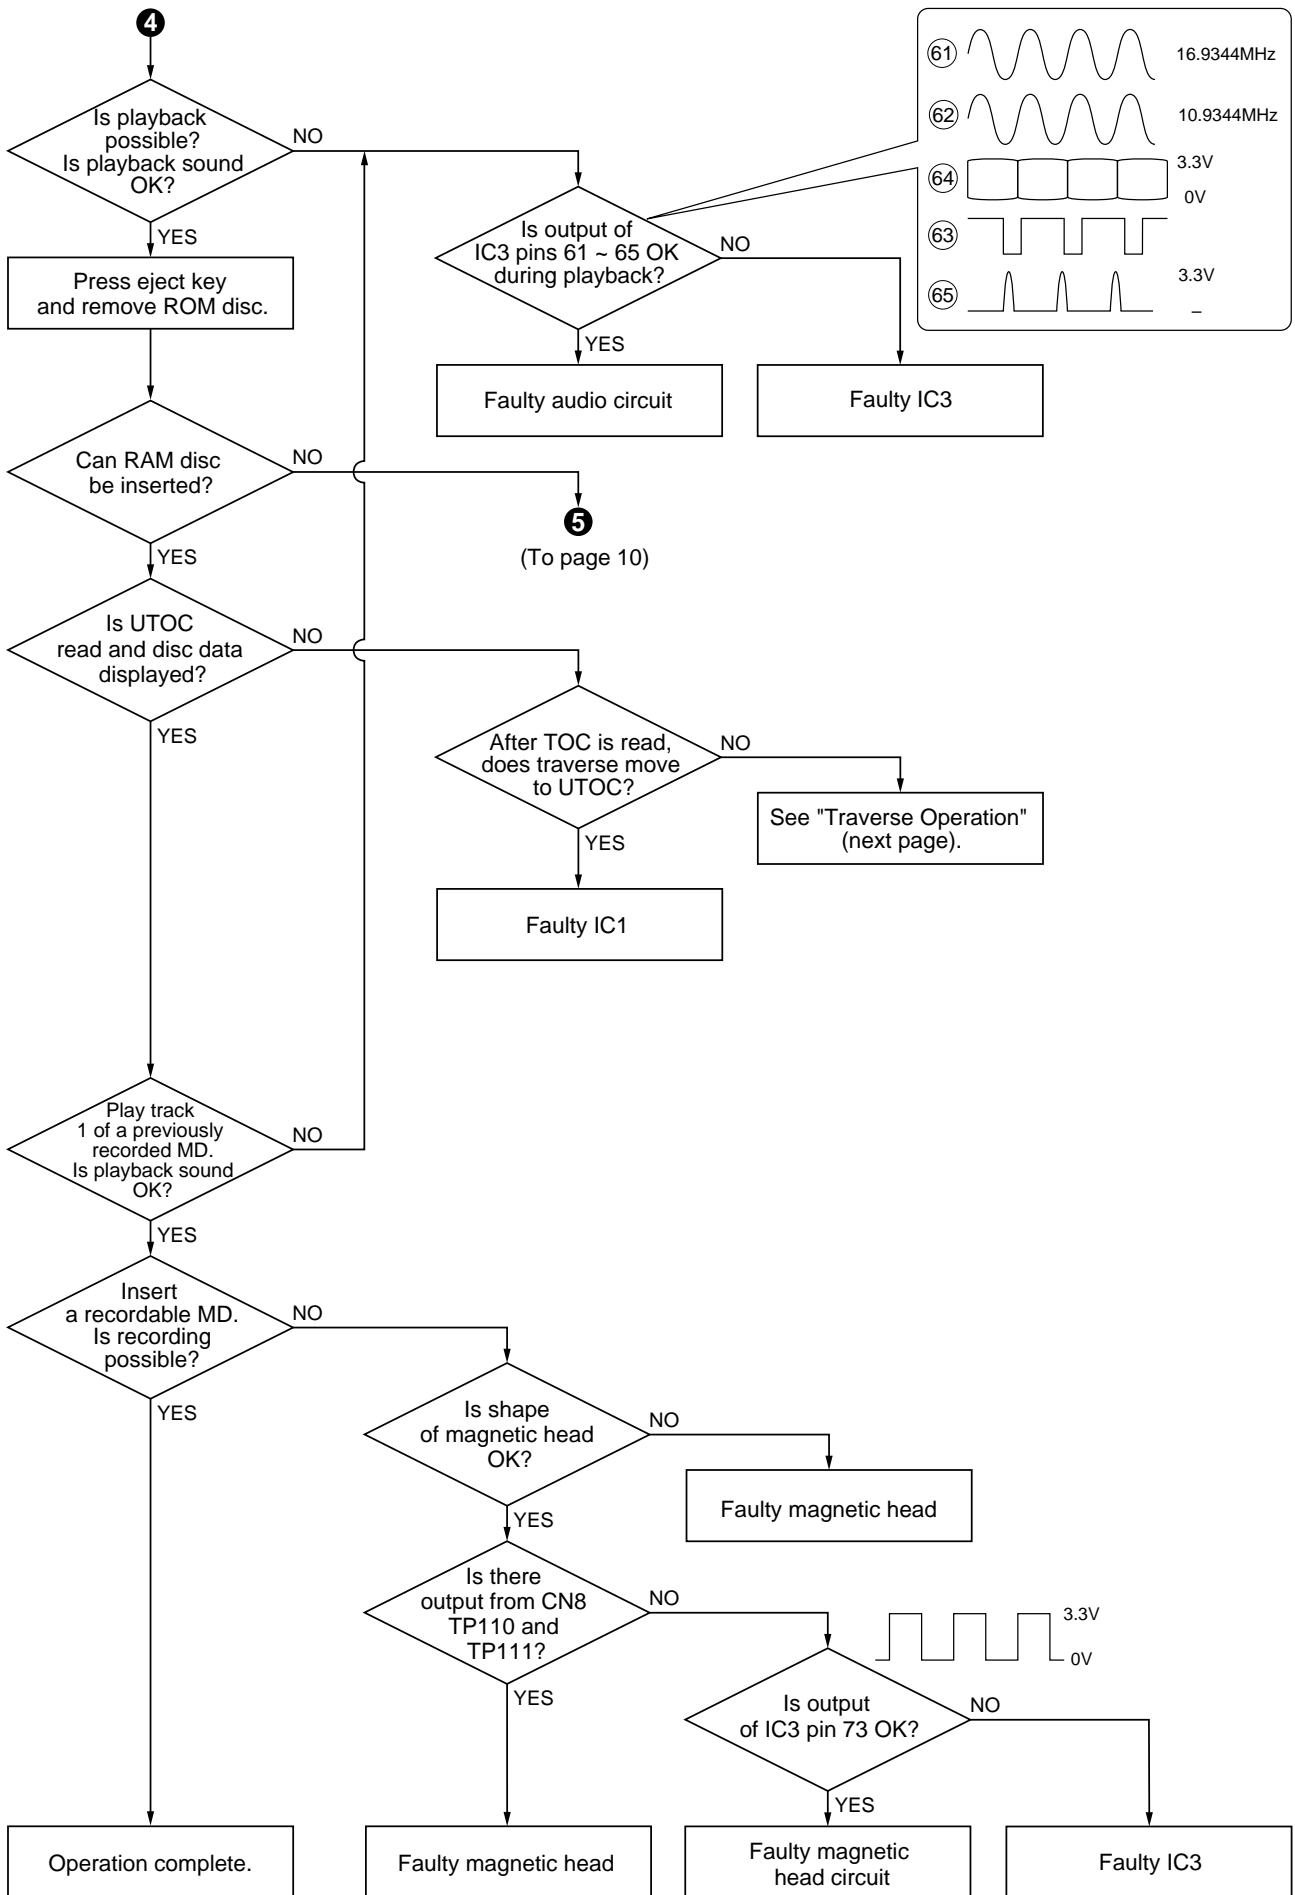 4
Is playback
possible?
Is playback sound
OK?
NO
YES
Press eject key
and remove ROM disc.
Is output of
IC3 pins 61 ~ 65 OK
during playback?
NO
YES
Faulty audio circuit
Faulty IC3
61
16.9344MHz
62
10.9344MHz
64
3.3V
0V
63
65
3.3V
–
Can RAM disc
be inserted?
NO
YES
5
(To page 10)
Is UTOC
read and disc data
displayed?
NO
YES
After TOC is read,
does traverse move
to UTOC?
NO
YES
See "Traverse Operation"
(next page).
Faulty IC1
Play track
1 of a previously
recorded MD.
Is playback sound
OK?
NO
YES
Insert
a recordable MD.
Is recording
possible?
NO
YES
Is shape
of magnetic head
OK?
NO
YES
Faulty magnetic head
Is there
output from CN8
TP110 and
TP111?
NO
YES
3.3V
0V
Is output
of IC3 pin 73 OK?
NO
YES
Operation complete.
Faulty magnetic head
Faulty magnetic
head circuit
Faulty IC3